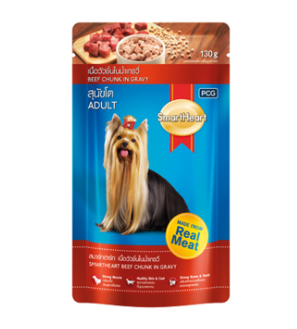 130 g
เนื้อวัวชิ้นในน้ำเกรวี่
BEEF CHUNK IN GRAVY
สุนัขโต
ADULT
PCG
SmartHeart
MADE FROM
Real
Meat
สมาร์ทฮาร์ท เนื้อวัวชิ้นในน้ำเกรวี่
SMARTHEART BEEF CHUNK IN GRAVY